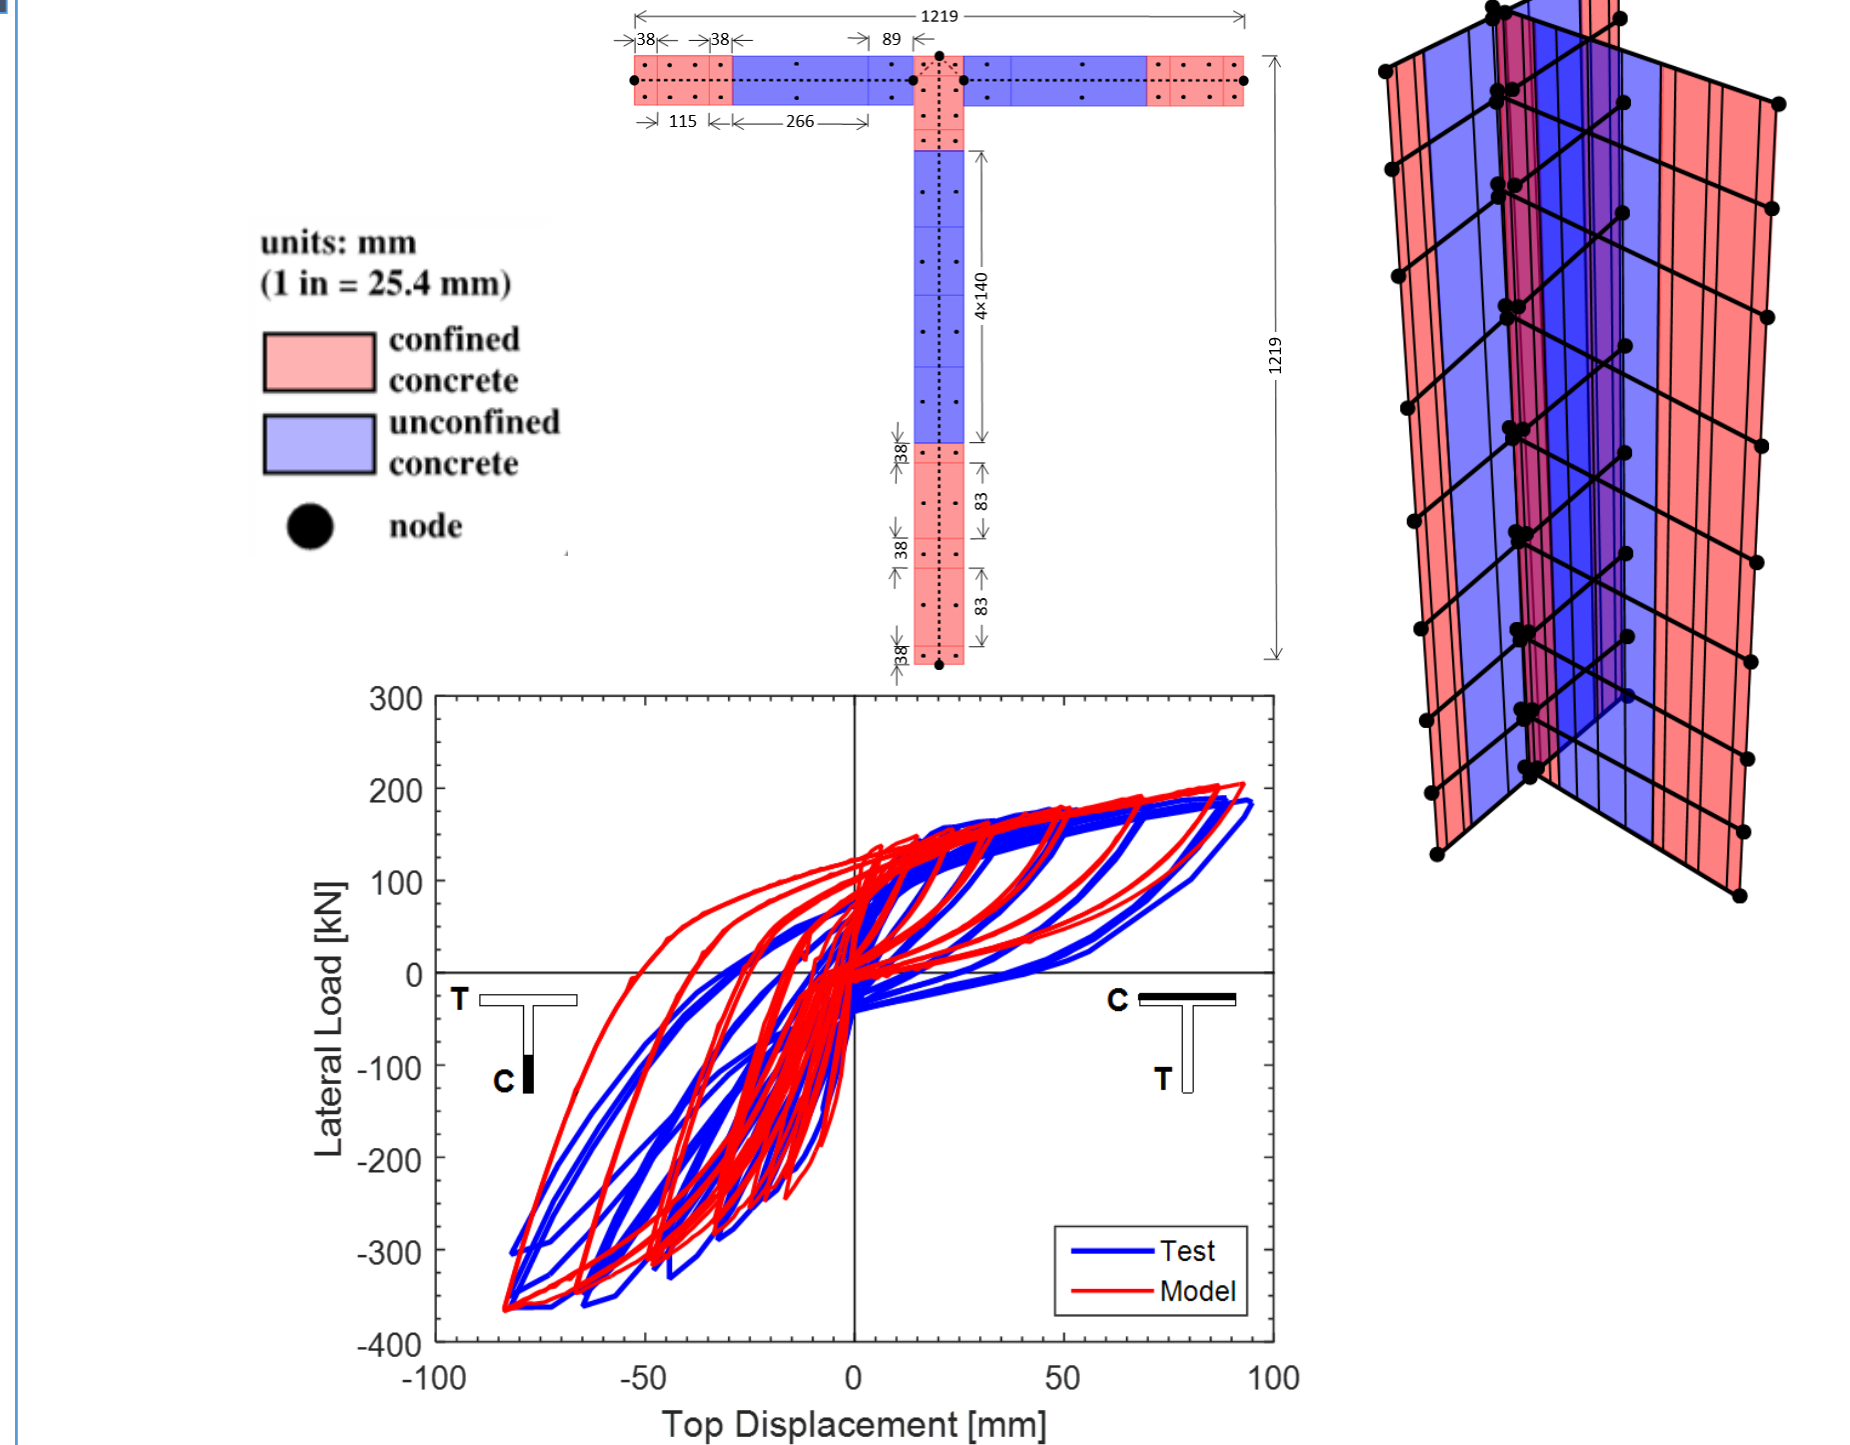 1219
38
38
89
115
266
units: mm
(1 in = 25.4 mm)
confined
concrete
unconfined
concrete
node
4×140
1219
38
83
38
83
38
300
200
100
0
-100
-200
-300
-400
Lateral Load [kN]
T
C
C
T
Test
Model
-100
-50
0
50
100
Top Displacement [mm]